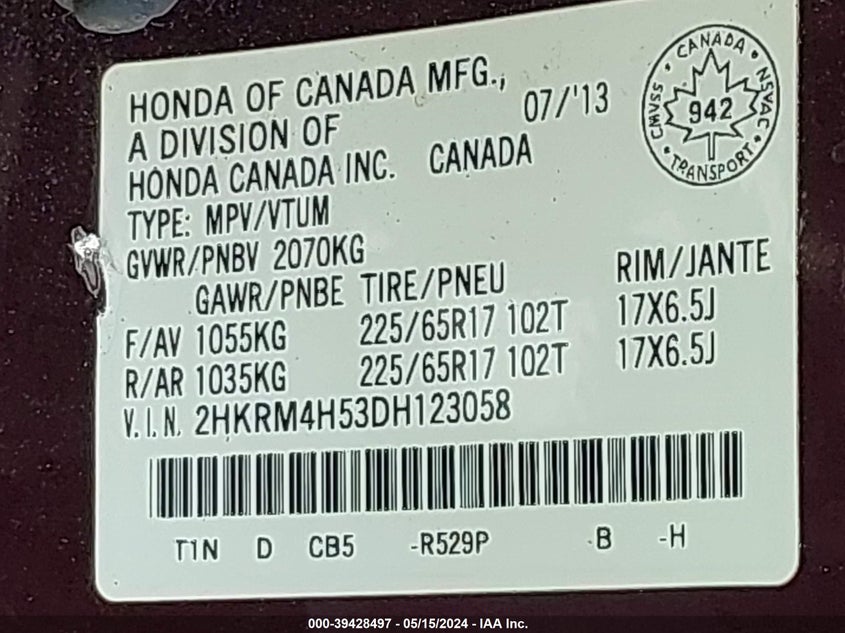 HONDA OF CANADA MFG.,
A DIVISION OF 07/'13
HONDA CANADA INC. CANADA
TYPE: MPV/VTUM
GVWR/PNBV 2070KG
GAWR/PNBE TIRE/PNEU RIM/JANTE
F/AV 1055KG 225/65R17 102T 17X6.5J
R/AR 1035KG 225/65R17 102T 17X6.5J
V.I.N. 2HKRM4H53DH123058
T1N D CB5 -R529P -B -H
CANADA
CMVSS 942 NSVAC
TRANSPORT
000-39428497 - 05/15/2024 - IAA Inc.